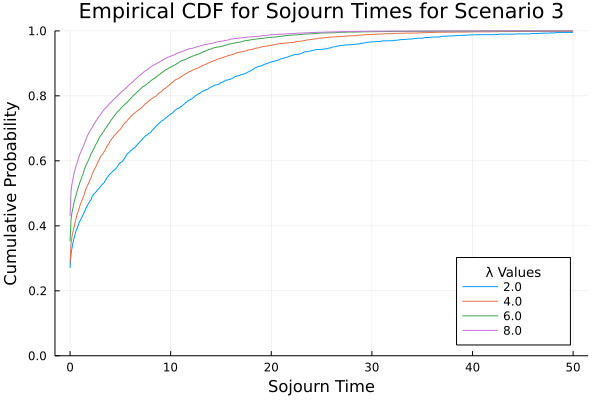 Empirical CDF for Sojourn Times for Scenario 3
Cumulative Probability
1.0
0.8
0.6
0.4
0.2
0.0
0 10 20 30 40 50
Sojourn Time
λ Values
2.0
4.0
6.0
8.0